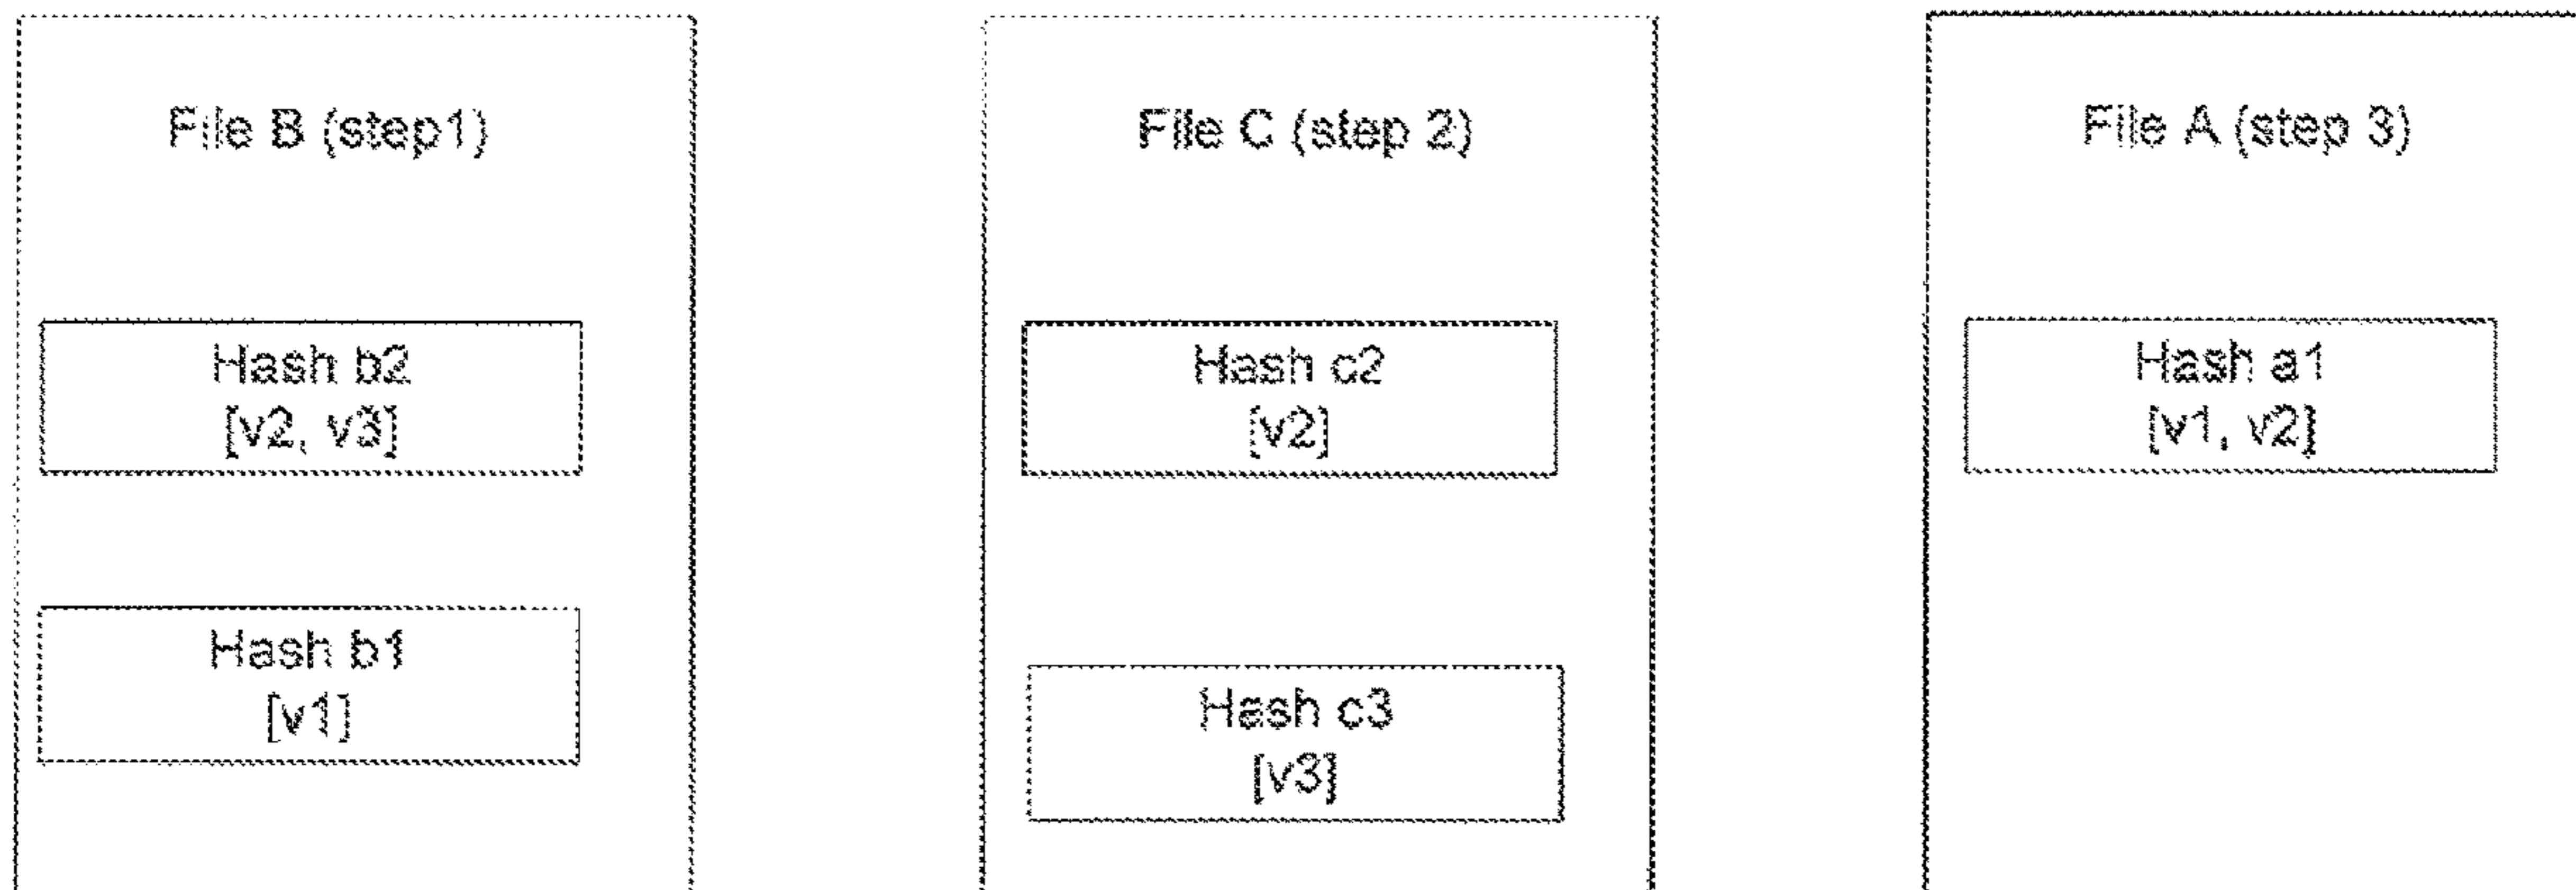 File B (step1)
Hash b2
[v2, v3]
Hash b1
[v1]
File C (step 2)
Hash c2
[v2]
Hash c3
[v3]
File A (step 3)
Hash a1
[v1, v2]